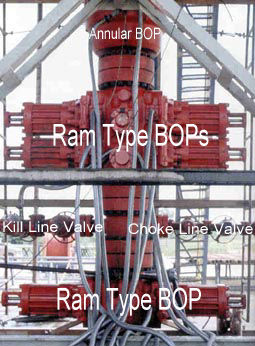 Annular BOP
Ram Type BOPs
Kill Line Valve
Choke Line Valve
Ram Type BOP